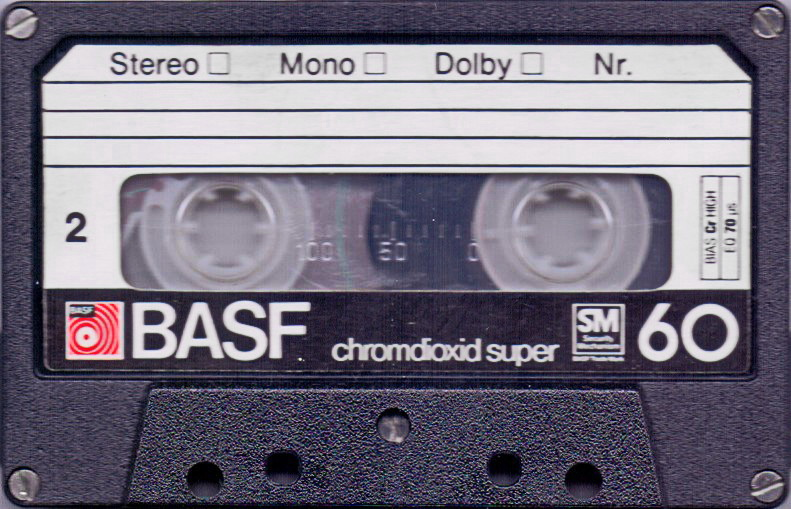 Stereo Mono Dolby Nr.
2
100 50 0
BIAS Cr HIGH
EQ 70 µs
BASF BASF chromdioxid super SM 60
Security